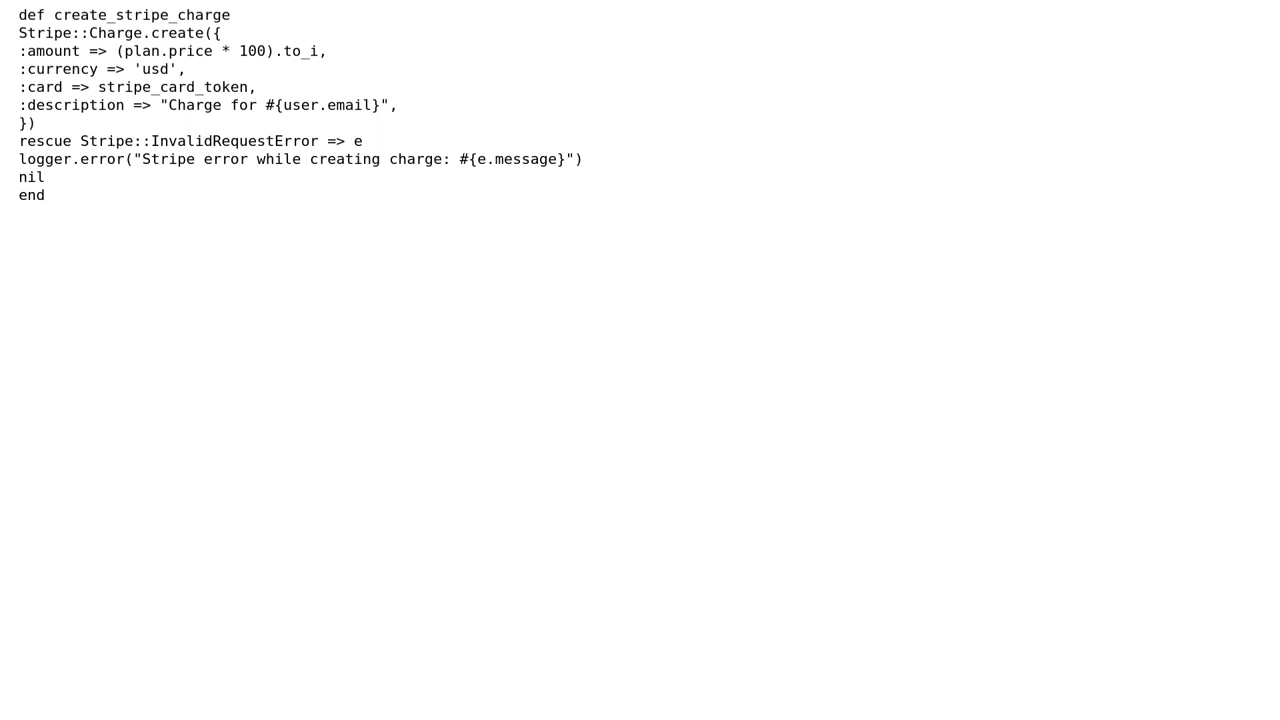 def create_stripe_charge
Stripe::Charge.create({
:amount => (plan.price * 100).to_i,
:currency => 'usd',
:card => stripe_card_token,
:description => "Charge for #{user.email}",
})
rescue Stripe::InvalidRequestError => e
logger.error("Stripe error while creating charge: #{e.message}")
nil
end